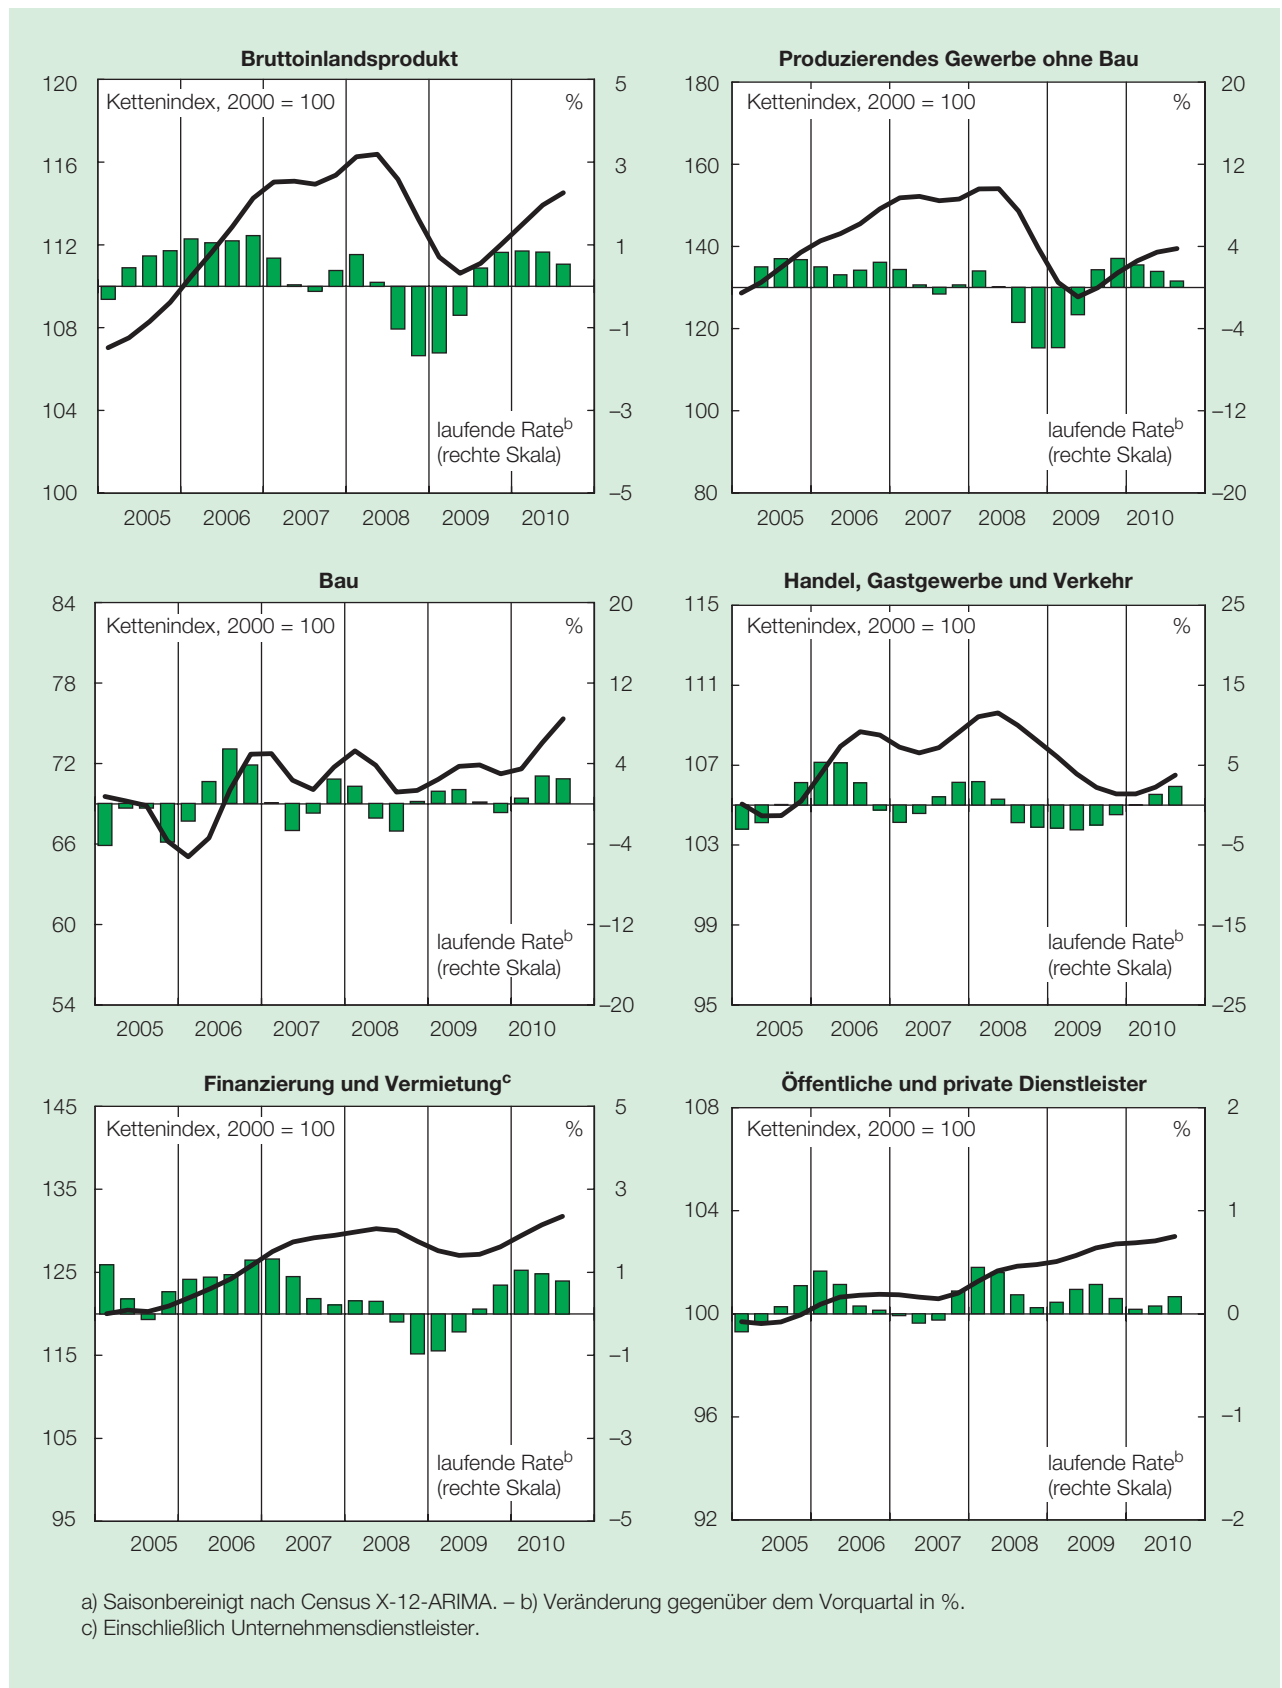 Bruttoinlandsprodukt
Kettenindex, 2000 = 100
%
120
116
112
108
104
100
5
3
1
–1
–3
–5
laufende Rateᵇ
(rechte Skala)
2005 2006 2007 2008 2009 2010
Produzierendes Gewerbe ohne Bau
Kettenindex, 2000 = 100
%
180
160
140
120
100
80
20
12
4
–4
–12
–20
laufende Rateᵇ
(rechte Skala)
2005 2006 2007 2008 2009 2010
Bau
Kettenindex, 2000 = 100
%
84
78
72
66
60
54
20
12
4
–4
–12
–20
laufende Rateᵇ
(rechte Skala)
2005 2006 2007 2008 2009 2010
Handel, Gastgewerbe und Verkehr
Kettenindex, 2000 = 100
%
115
111
107
103
99
95
25
15
5
–5
–15
–25
laufende Rateᵇ
(rechte Skala)
2005 2006 2007 2008 2009 2010
Finanzierung und Vermietungᶜ
Kettenindex, 2000 = 100
%
145
135
125
115
105
95
5
3
1
–1
–3
–5
laufende Rateᵇ
(rechte Skala)
2005 2006 2007 2008 2009 2010
Öffentliche und private Dienstleister
Kettenindex, 2000 = 100
%
108
104
100
96
92
2
1
0
–1
–2
laufende Rateᵇ
(rechte Skala)
2005 2006 2007 2008 2009 2010
a) Saisonbereinigt nach Census X-12-ARIMA. – b) Veränderung gegenüber dem Vorquartal in %.
c) Einschließlich Unternehmensdienstleister.